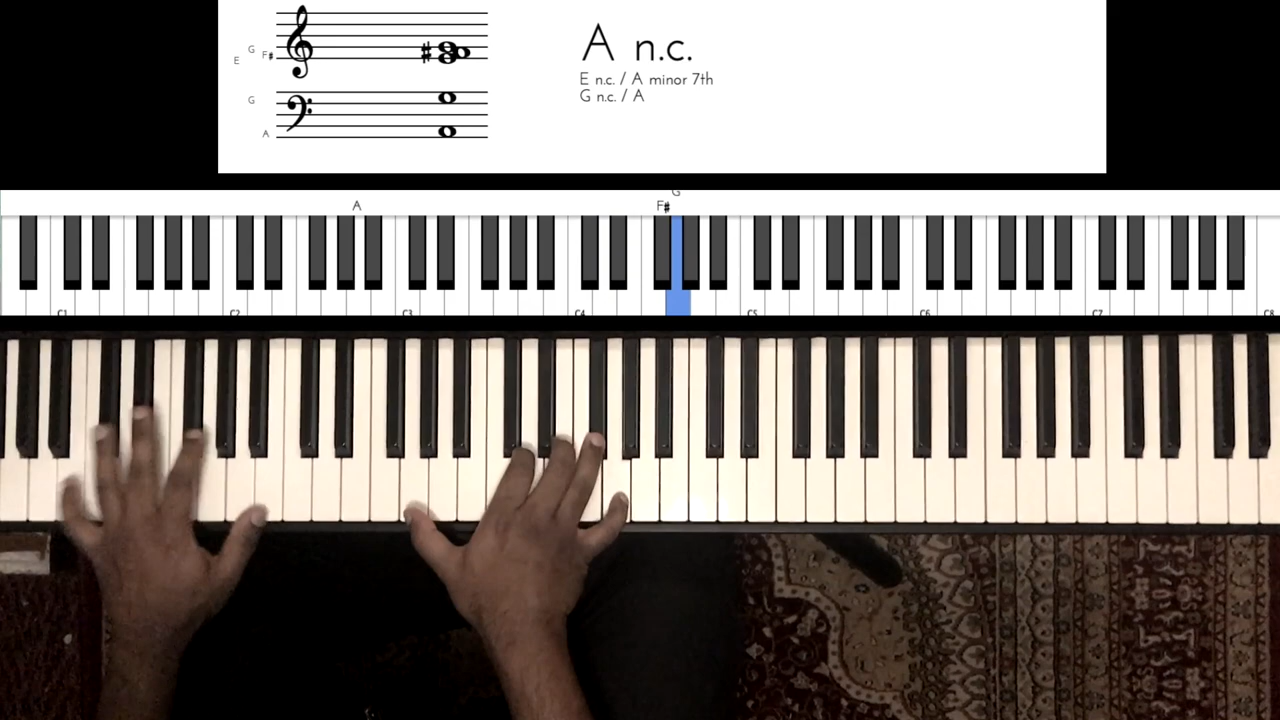 A n.c.
E n.c. / A minor 7th
G n.c. / A
G
F♯
E
G
A
G
A
F♯
C1
C2
C3
C4
C5
C6
C7
C8